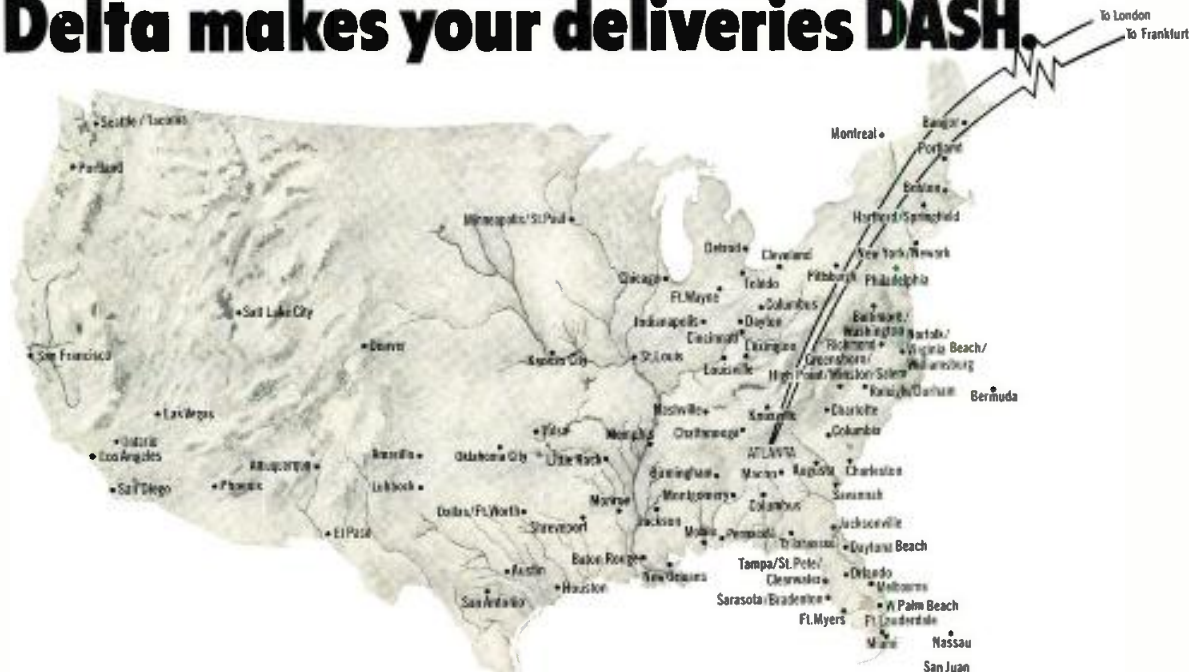 Delta makes your deliveries DASH.
To London
To Frankfurt
Seattle / Tacoma
Portland
Minneapolis/St.Paul
Montreal
Bangor
Portland
Boston
Hartford/Springfield
Detroit
Cleveland
New York/Newark
Chicago
Toledo
Pittsburgh
Philadelphia
Ft.Wayne
Columbus
Salt Lake City
Indianapolis
Dayton
Baltimore/
Washington
Cincinnati
Lexington
Richmond
Norfolk/
Virginia Beach/
Williamsburg
San Francisco
Denver
Kansas City
St.Louis
Louisville
Greensboro/
High Point/Winston-Salem
Raleigh/Durham
Bermuda
Las Vegas
Nashville
Knoxville
Charlotte
Tulsa
Memphis
Chattanooga
Columbia
Ontario
Los Angeles
Albuquerque
Amarillo
Oklahoma City
Little Rock
ATLANTA
Birmingham
Macon
Augusta
Charleston
San Diego
Phoenix
Lubbock
Monroe
Montgomery
Columbus
Savannah
Dallas/Ft.Worth
Shreveport
Jackson
Jacksonville
El Paso
Mobile
Pensacola
Tallahassee
Daytona Beach
Baton Rouge
New Orleans
Tampa/St.Pete/
Clearwater
Orlando
Austin
Houston
Melbourne
San Antonio
Sarasota/Bradenton
W Palm Beach
Ft.Myers
Ft.Lauderdale
Miami
Nassau
San Juan